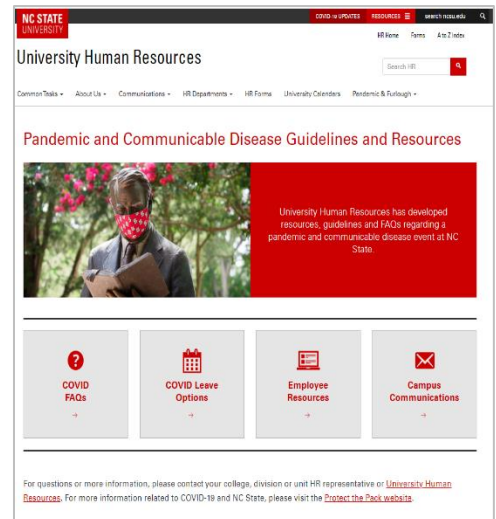 NC STATE
UNIVERSITY
COVID-19 UPDATES
RESOURCES
search ncsu.edu
HR Home Forms A to Z Index
University Human Resources
Search HR
Common Tasks About Us Communications HR Departments HR Forms University Calendars Pandemic & Furlough
Pandemic and Communicable Disease Guidelines and Resources
University Human Resources has developed
resources, guidelines and FAQs regarding a
pandemic and communicable disease event at NC
State.
COVID
FAQs
→
COVID Leave
Options
→
Employee
Resources
→
Campus
Communications
→
For questions or more information, please contact your college, division or unit HR representative or University Human
Resources. For more information related to COVID-19 and NC State, please visit the Protect the Pack website.